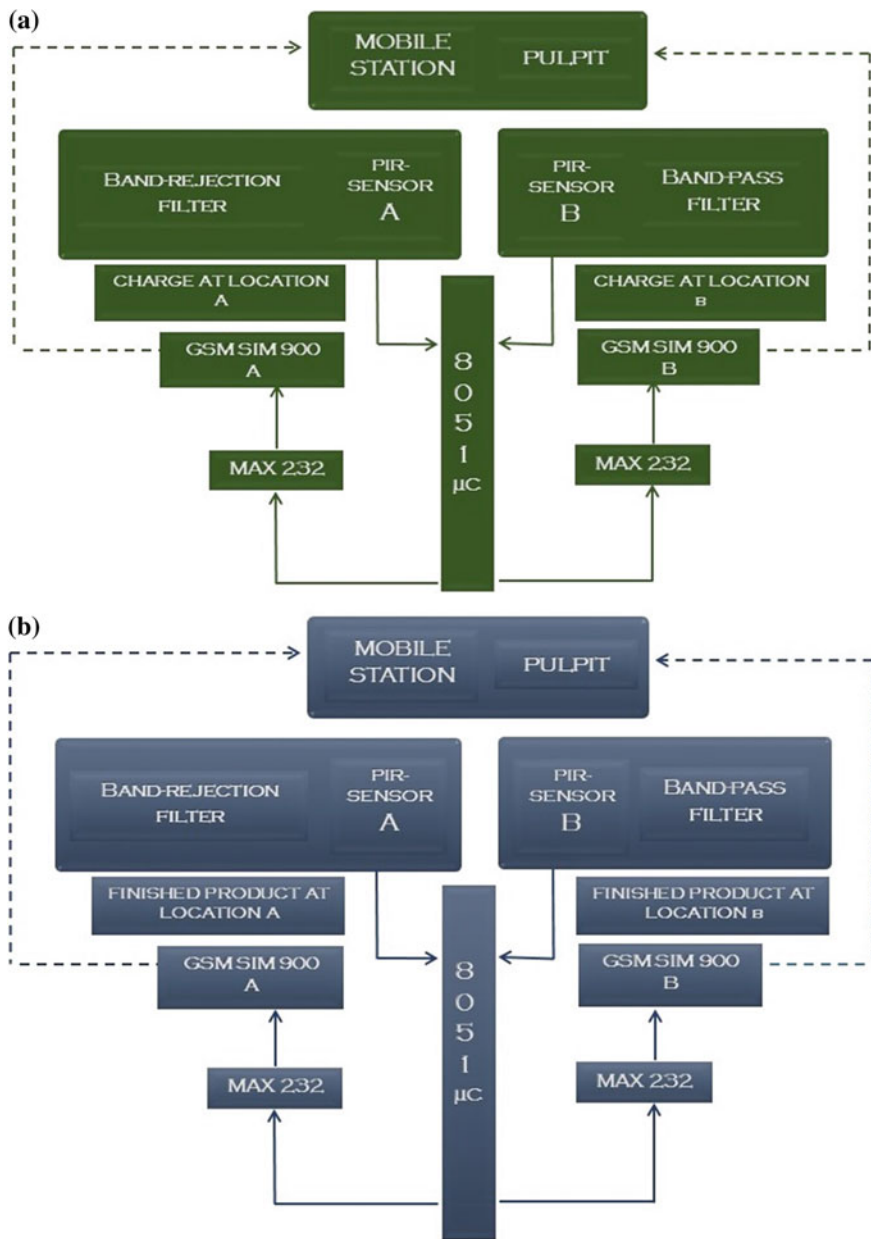 (a)
MOBILE
STATION
PULPIT
BAND-REJECTION
FILTER
PIR-
SENSOR
A
PIR-
SENSOR
B
BAND-PASS
FILTER
CHARGE AT LOCATION
A
CHARGE AT LOCATION
B
GSM SIM 900
A
GSM SIM 900
B
8
0
5
1
µC
MAX 232
MAX 232
(b)
MOBILE
STATION
PULPIT
BAND-REJECTION
FILTER
PIR-
SENSOR
A
PIR-
SENSOR
B
BAND-PASS
FILTER
FINISHED PRODUCT AT
LOCATION A
FINISHED PRODUCT AT
LOCATION B
GSM SIM 900
A
GSM SIM 900
B
8
0
5
1
µC
MAX 232
MAX 232